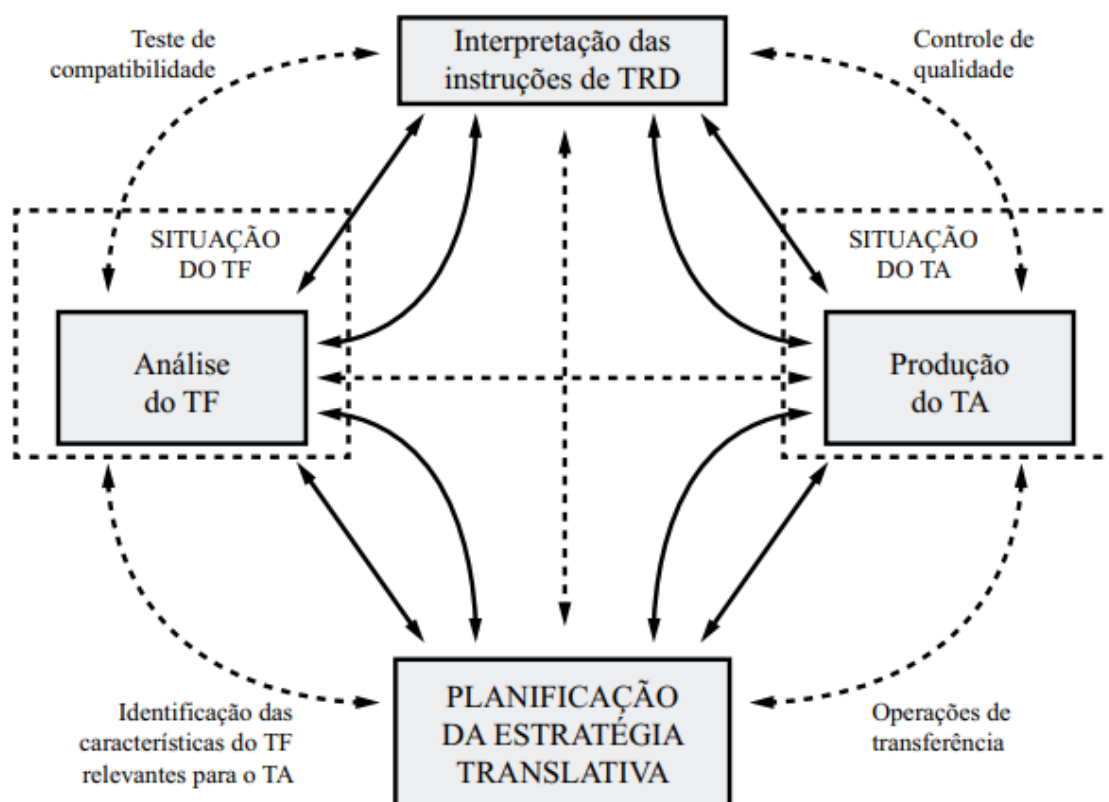 Teste de
compatibilidade
Interpretação das
instruções de TRD
Controle de
qualidade
SITUAÇÃO
DO TF
SITUAÇÃO
DO TA
Análise
do TF
Produção
do TA
Identificação das
características do TF
relevantes para o TA
PLANIFICAÇÃO
DA ESTRATÉGIA
TRANSLATIVA
Operações de
transferência